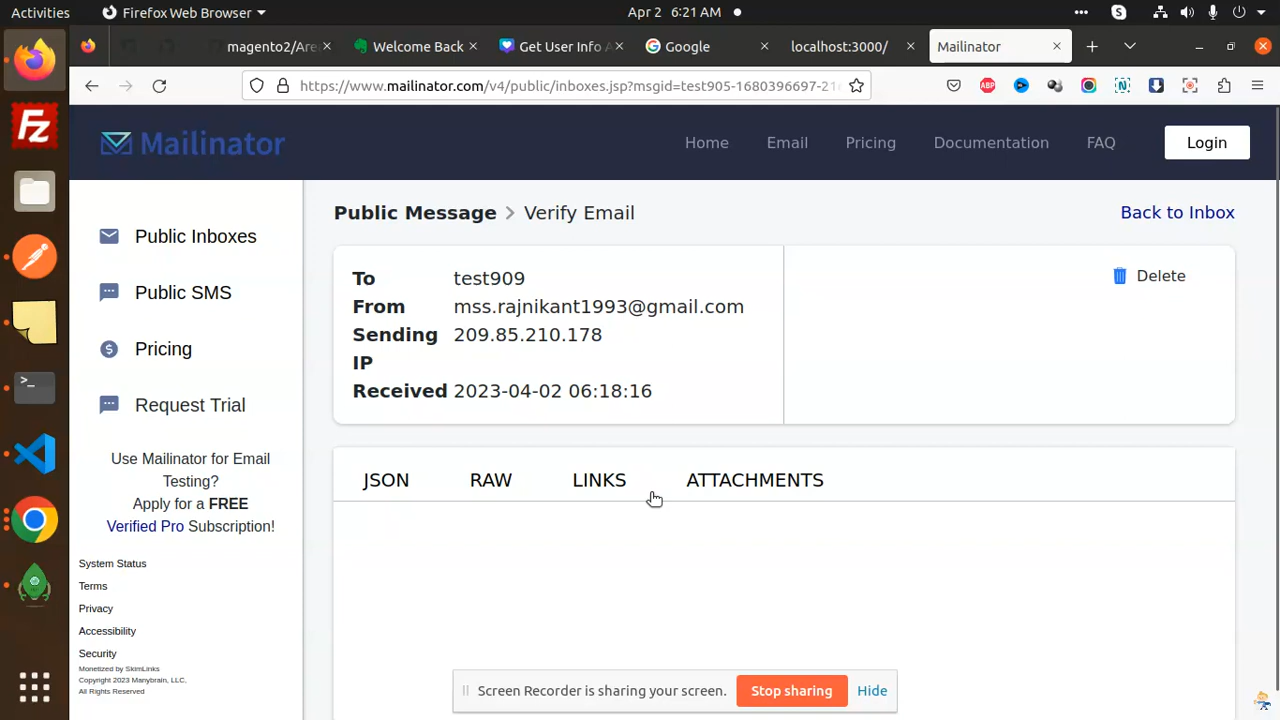 Activities
Firefox Web Browser
Apr 2 6:21 AM
magento2/Are
Welcome Back
Get User Info A
Google
localhost:3000/
Mailinator
https://www.mailinator.com/v4/public/inboxes.jsp?msgid=test905-1680396697-21
Mailinator
Home
Email
Pricing
Documentation
FAQ
Login
Public Inboxes
Public SMS
Pricing
Request Trial
Use Mailinator for Email
Testing?
Apply for a FREE
Verified Pro Subscription!
System Status
Terms
Privacy
Accessibility
Security
Monetized by SkimLinks
Copyright 2023 Manybrain, LLC,
All Rights Reserved
Public Message > Verify Email
Back to Inbox
To test909
From mss.rajnikant1993@gmail.com
Sending 209.85.210.178
IP
Received 2023-04-02 06:18:16
Delete
JSON
RAW
LINKS
ATTACHMENTS
Screen Recorder is sharing your screen.
Stop sharing
Hide